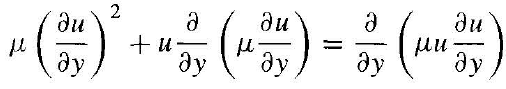 μ (∂u/∂y)² + u ∂/∂y (μ ∂u/∂y) = ∂/∂y (μu ∂u/∂y)